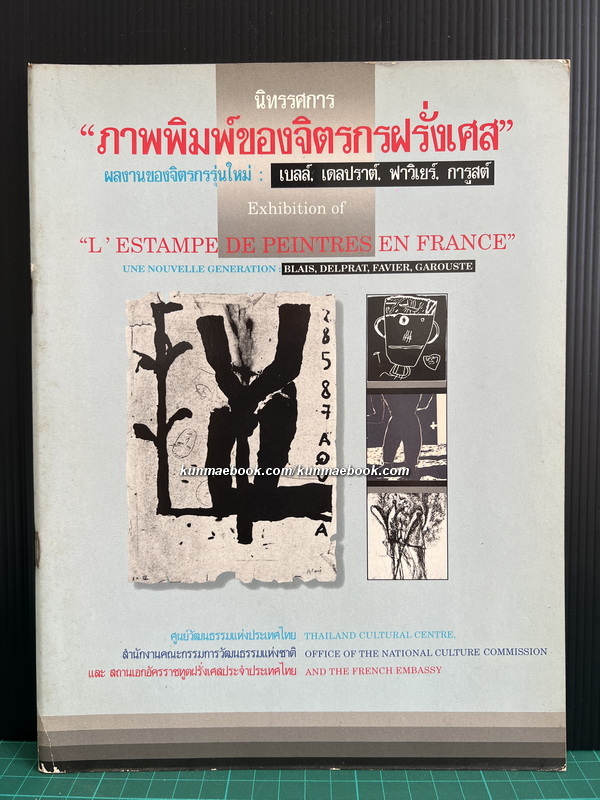 นิทรรศการ
“ภาพพิมพ์ของจิตรกรฝรั่งเศส”
ผลงานของจิตรกรรุ่นใหม่ : เบลล์, เดลปราต์, ฟาวิเยร์, การูสต์
Exhibition of
“L’ESTAMPE DE PEINTRES EN FRANCE”
UNE NOUVELLE GENERATION : BLAIS, DELPRAT, FAVIER, GAROUSTE
kunmaebook.com/kunmaebook.com
ศูนย์วัฒนธรรมแห่งประเทศไทย THAILAND CULTURAL CENTRE,
สำนักงานคณะกรรมการวัฒนธรรมแห่งชาติ OFFICE OF THE NATIONAL CULTURE COMMISSION
และ สถานเอกอัครราชทูตฝรั่งเศสประจำประเทศไทย AND THE FRENCH EMBASSY